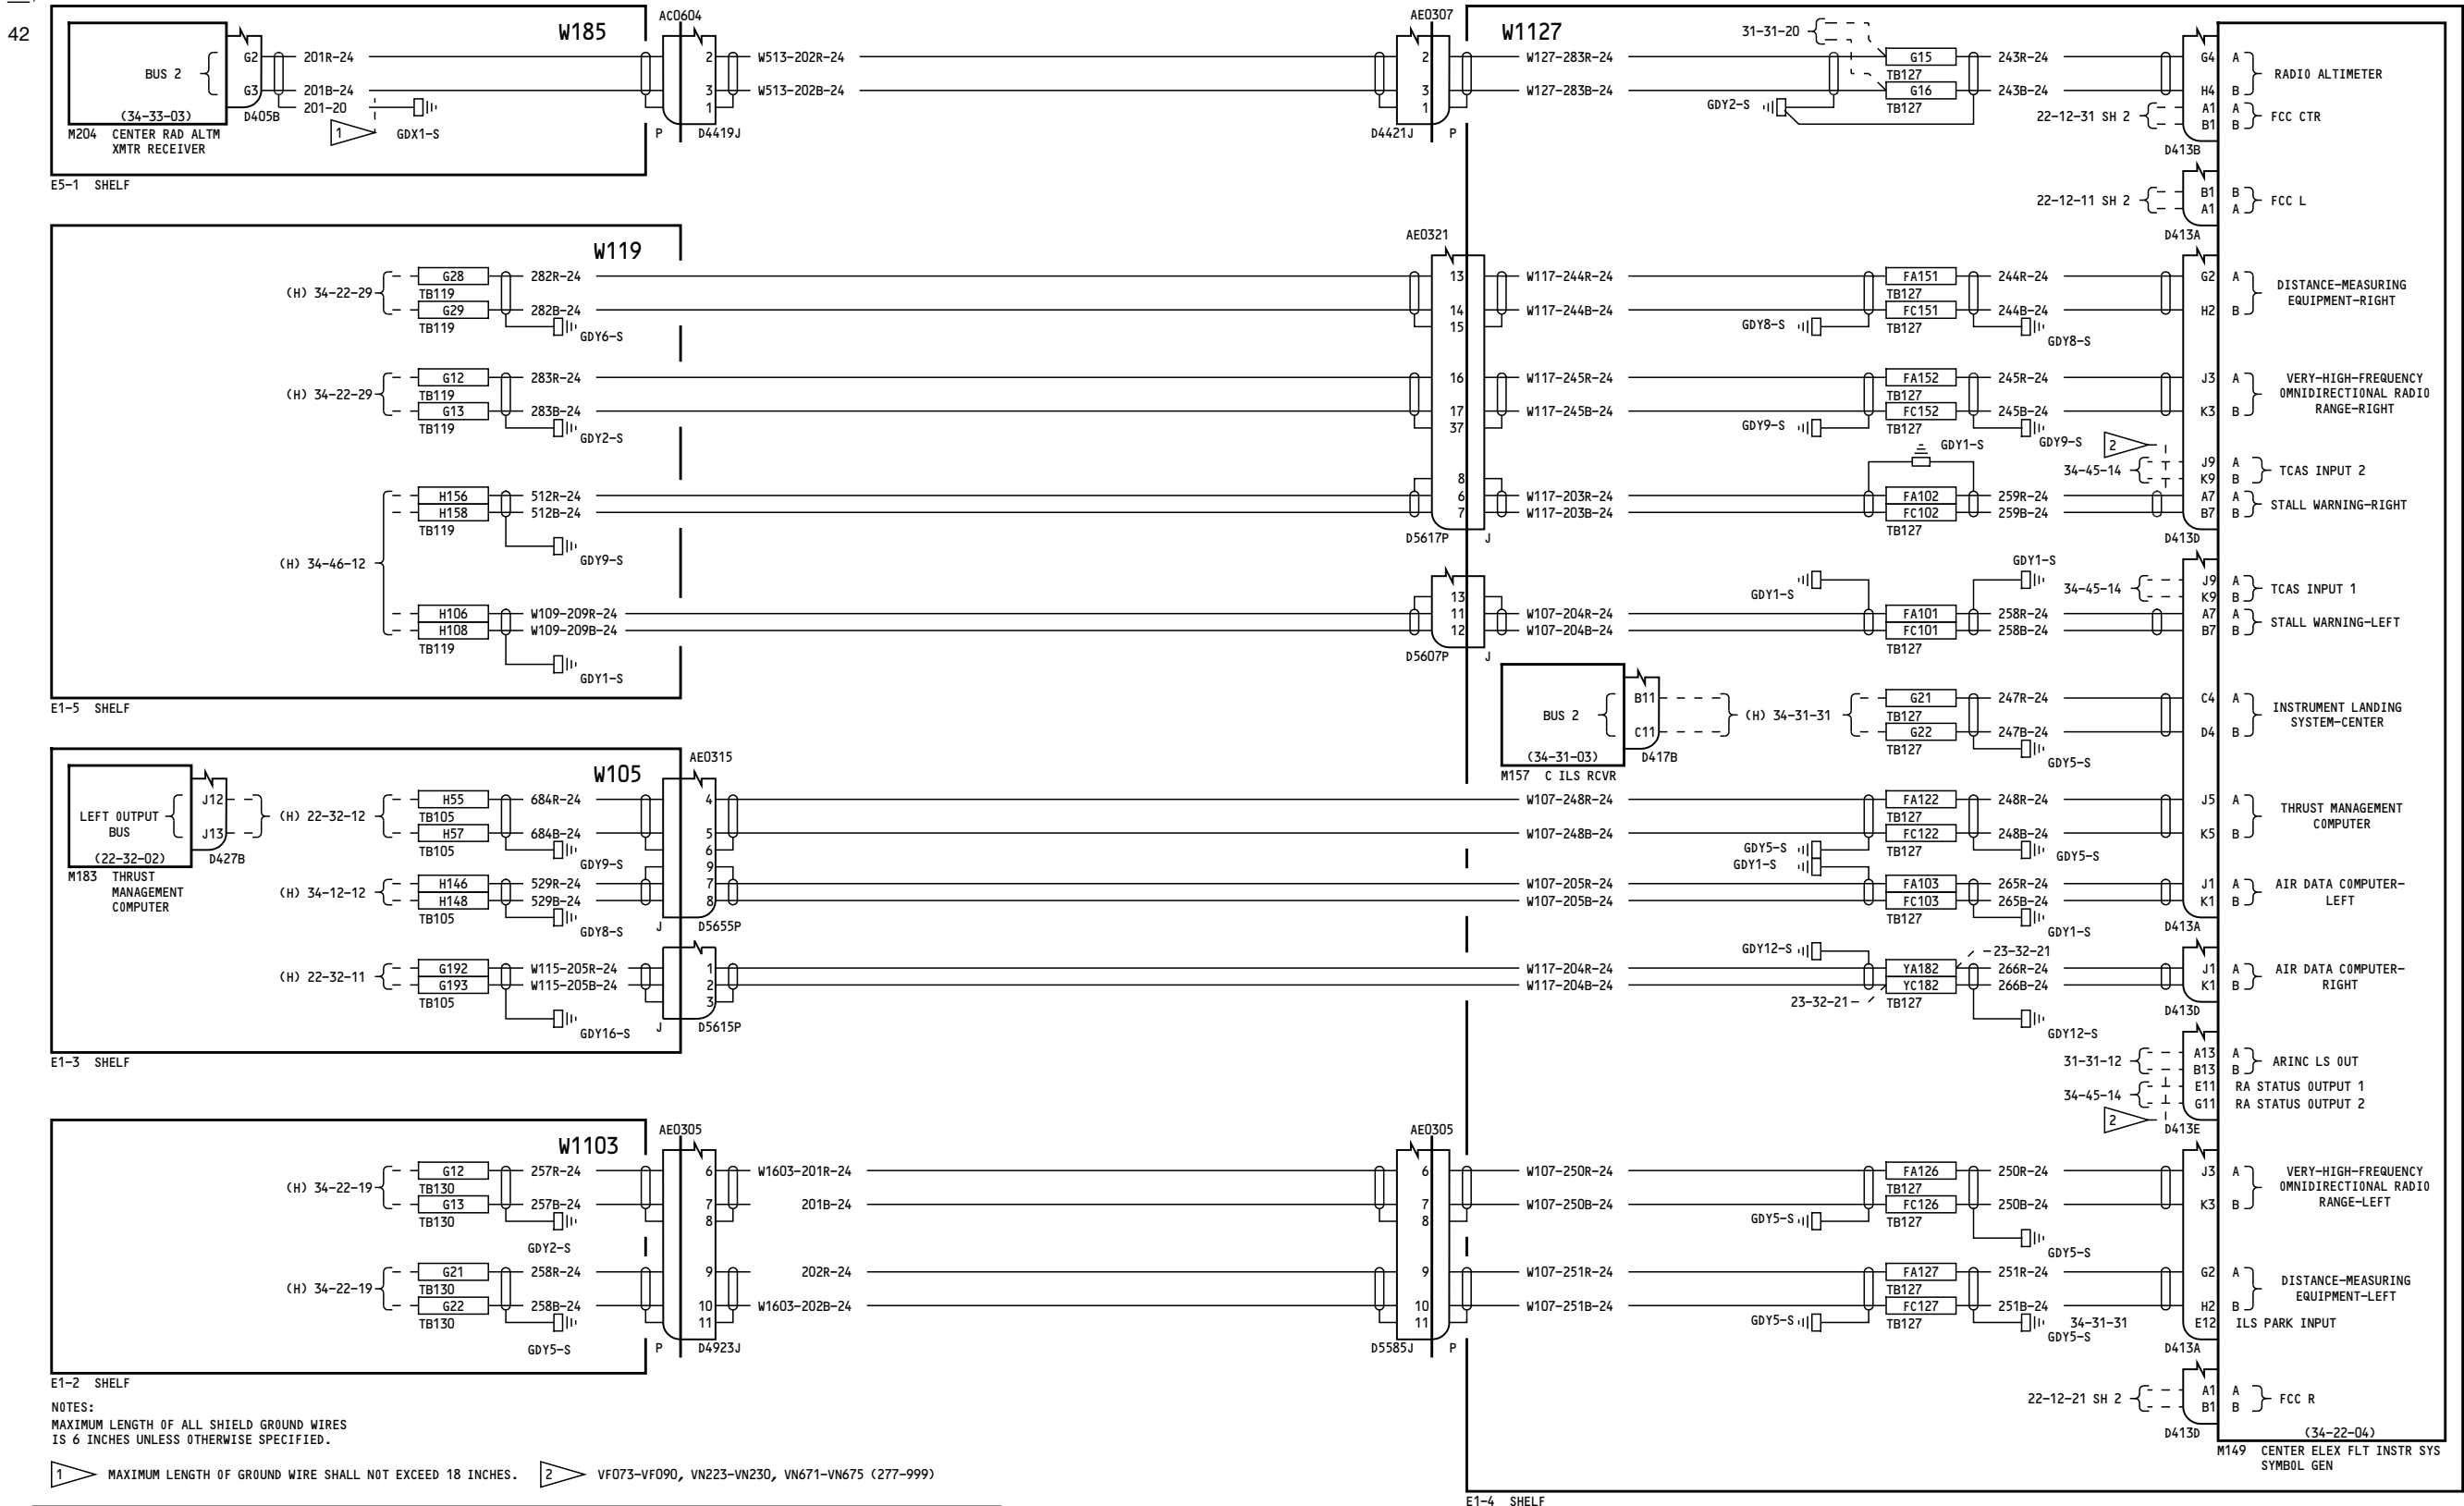 42
W185
AC0604
AE0307
W1127
31-31-20
BUS 2
G2
201R-24
2
W513-202R-24
2
W127-283R-24
G15
TB127
243R-24
G4 A
RADIO ALTIMETER
G3
201B-24
3
W513-202B-24
3
W127-283B-24
G16
TB127
243B-24
H4 B
201-20
1
1
GDY2-S
(34-33-03)
D405B
1
GDX1-S
M204 CENTER RAD ALTM
XMTR RECEIVER
P
D4419J
D4421J
P
22-12-31 SH 2
A1 A
B1 B
FCC CTR
D413B
E5-1 SHELF
22-12-11 SH 2
B1 B
A1 A
FCC L
D413A
W119
AE0321
(H) 34-22-29
G28
TB119
282R-24
13
W117-244R-24
FA151
TB127
244R-24
G2 A
DISTANCE-MEASURING
EQUIPMENT-RIGHT
G29
TB119
282B-24
14
15
W117-244B-24
FC151
TB127
244B-24
H2 B
GDY6-S
GDY8-S
GDY8-S
(H) 34-22-29
G12
TB119
283R-24
16
W117-245R-24
FA152
TB127
245R-24
J3 A
VERY-HIGH-FREQUENCY
OMNIDIRECTIONAL RADIO
RANGE-RIGHT
G13
TB119
283B-24
17
37
W117-245B-24
FC152
TB127
245B-24
K3 B
GDY2-S
GDY9-S
GDY9-S
GDY1-S
2
34-45-14
J9 A
K9 B
TCAS INPUT 2
(H) 34-46-12
H156
H158
TB119
512R-24
512B-24
8
6
7
W117-203R-24
W117-203B-24
FA102
FC102
TB127
259R-24
259B-24
A7 A
B7 B
STALL WARNING-RIGHT
GDY9-S
D5617P
J
D413D
GDY1-S
GDY1-S
34-45-14
J9 A
K9 B
TCAS INPUT 1
H106
H108
TB119
W109-209R-24
W109-209B-24
13
11
12
W107-204R-24
W107-204B-24
FA101
FC101
TB127
258R-24
258B-24
A7 A
B7 B
STALL WARNING-LEFT
GDY1-S
D5607P
J
E1-5 SHELF
BUS 2
B11
C11
(H) 34-31-31
G21
TB127
G22
TB127
247R-24
247B-24
C4 A
D4 B
INSTRUMENT LANDING
SYSTEM-CENTER
(34-31-03)
D417B
M157 C ILS RCVR
GDY5-S
W105
AE0315
LEFT OUTPUT
BUS
J12
J13
(H) 22-32-12
H55
TB105
H57
TB105
684R-24
684B-24
4
5
6
W107-248R-24
W107-248B-24
FA122
TB127
FC122
TB127
248R-24
248B-24
J5 A
K5 B
THRUST MANAGEMENT
COMPUTER
(22-32-02)
D427B
GDY9-S
GDY5-S
GDY1-S
GDY5-S
M183 THRUST
MANAGEMENT
COMPUTER
(H) 34-12-12
H146
H148
TB105
529R-24
529B-24
9
7
8
W107-205R-24
W107-205B-24
FA103
FC103
TB127
265R-24
265B-24
J1 A
K1 B
AIR DATA COMPUTER-
LEFT
GDY8-S
J
D5655P
GDY1-S
D413A
(H) 22-32-11
G192
G193
TB105
W115-205R-24
W115-205B-24
1
2
3
W117-204R-24
W117-204B-24
GDY12-S
YA182
YC182
TB127
23-32-21
23-32-21
266R-24
266B-24
J1 A
K1 B
AIR DATA COMPUTER-
RIGHT
GDY16-S
J
D5615P
GDY12-S
D413D
E1-3 SHELF
31-31-12
A13 A
B13 B
ARINC LS OUT
34-45-14
E11 RA STATUS OUTPUT 1
G11 RA STATUS OUTPUT 2
2
D413E
W1103
AE0305
AE0305
(H) 34-22-19
G12
TB130
G13
TB130
257R-24
257B-24
6
7
8
W1603-201R-24
201B-24
6
7
8
W107-250R-24
W107-250B-24
FA126
TB127
FC126
TB127
250R-24
250B-24
J3 A
K3 B
VERY-HIGH-FREQUENCY
OMNIDIRECTIONAL RADIO
RANGE-LEFT
GDY2-S
GDY5-S
GDY5-S
(H) 34-22-19
G21
TB130
G22
TB130
258R-24
258B-24
9
10
11
202R-24
W1603-202B-24
9
10
11
W107-251R-24
W107-251B-24
FA127
TB127
FC127
TB127
251R-24
251B-24
G2 A
H2 B
DISTANCE-MEASURING
EQUIPMENT-LEFT
GDY5-S
GDY5-S
GDY5-S
34-31-31
E12 ILS PARK INPUT
P
D4923J
D5585J
P
D413A
E1-2 SHELF
22-12-21 SH 2
A1 A
B1 B
FCC R
D413D
(34-22-04)
M149 CENTER ELEX FLT INSTR SYS
SYMBOL GEN
NOTES:
MAXIMUM LENGTH OF ALL SHIELD GROUND WIRES
IS 6 INCHES UNLESS OTHERWISE SPECIFIED.
1 MAXIMUM LENGTH OF GROUND WIRE SHALL NOT EXCEED 18 INCHES.
2 VF073-VF090, VN223-VN230, VN671-VN675 (277-999)
E1-4 SHELF